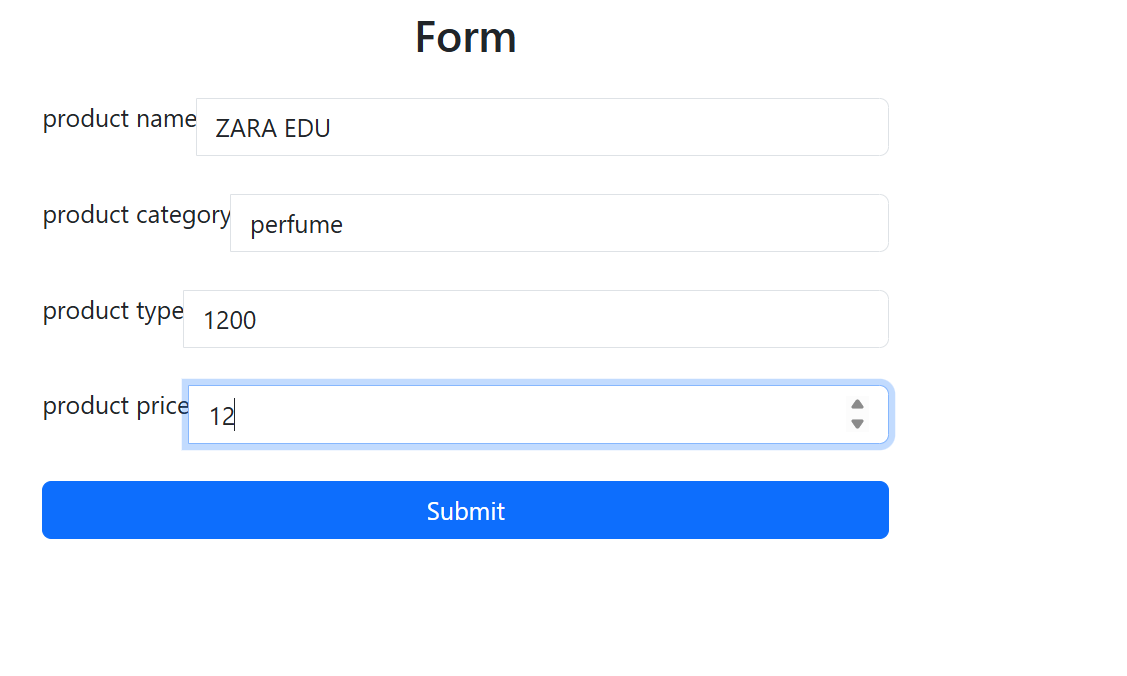 Form
product name ZARA EDU
product category perfume
product type 1200
product price 12
Submit